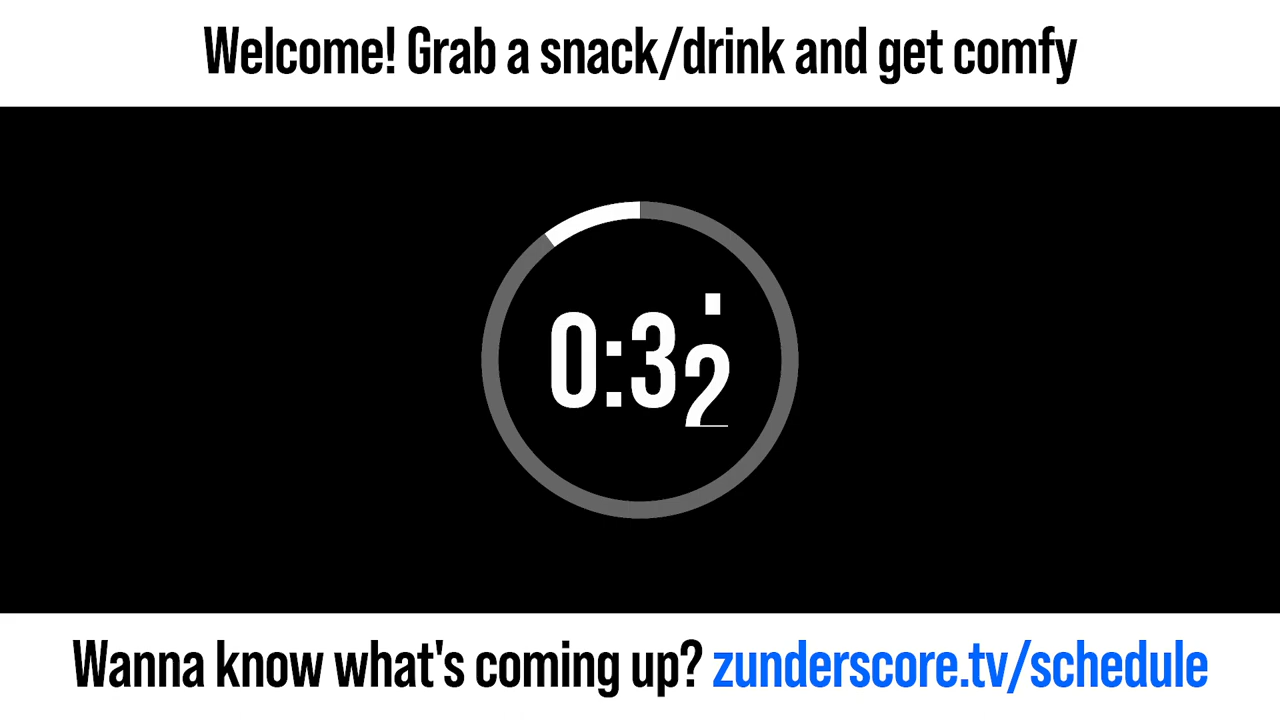 Welcome! Grab a snack/drink and get comfy
0:32
Wanna know what's coming up? zunderscore.tv/schedule